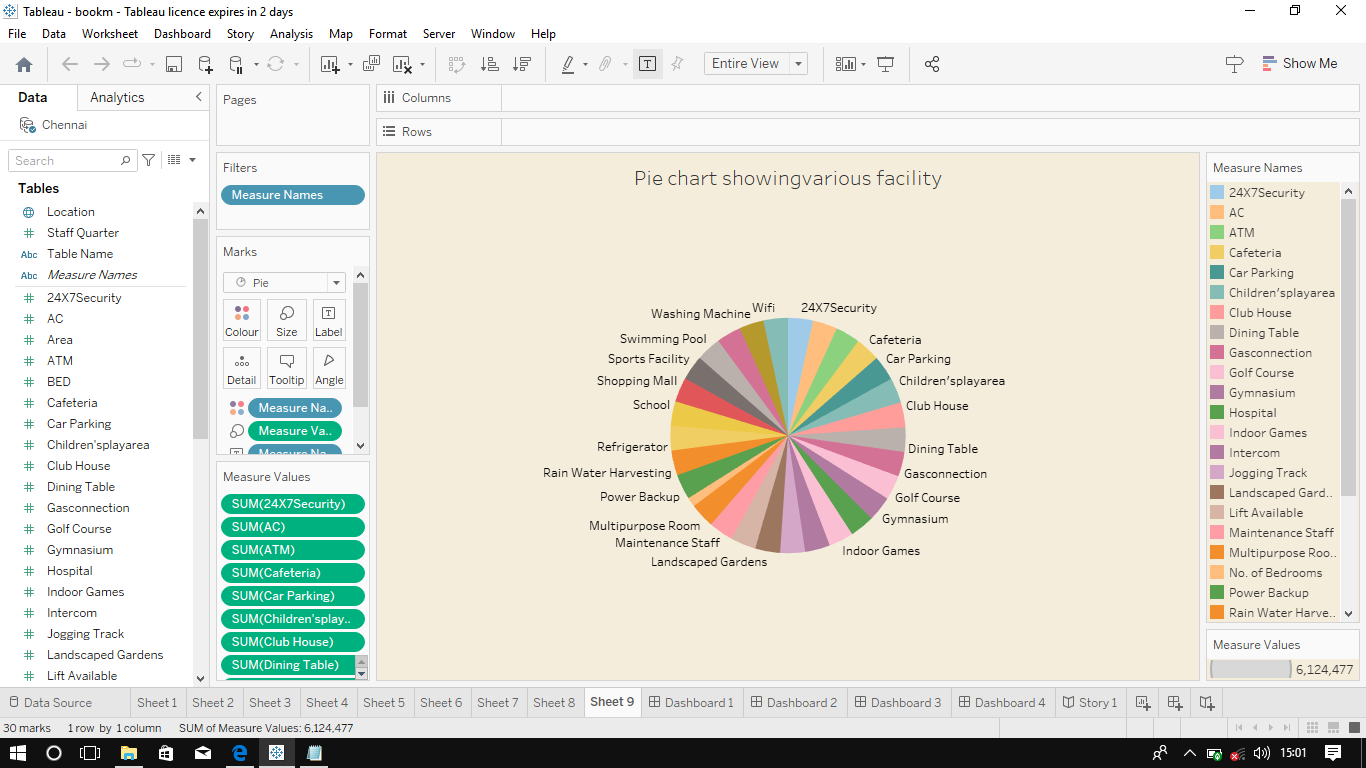 Tableau - bookm - Tableau licence expires in 2 days
File Data Worksheet Dashboard Story Analysis Map Format Server Window Help
Entire View
Show Me
Data Analytics
Chennai
Search
Tables
Location
Staff Quarter
Abc Table Name
Abc Measure Names
24X7Security
AC
Area
ATM
BED
Cafeteria
Car Parking
Children'splayarea
Club House
Dining Table
Gasconnection
Golf Course
Gymnasium
Hospital
Indoor Games
Intercom
Jogging Track
Landscaped Gardens
Lift Available
Pages
Filters
Measure Names
Marks
Pie
Colour Size Label
Detail Tooltip Angle
Measure Na..
Measure Va..
Measure Na..
Measure Values
SUM(24X7Security)
SUM(AC)
SUM(ATM)
SUM(Cafeteria)
SUM(Car Parking)
SUM(Children'splay..
SUM(Club House)
SUM(Dining Table)
Columns
Rows
Pie chart showingvarious facility
Wifi
24X7Security
Washing Machine
Swimming Pool
Cafeteria
Sports Facility
Car Parking
Shopping Mall
Children'splayarea
School
Club House
Refrigerator
Dining Table
Rain Water Harvesting
Gasconnection
Power Backup
Golf Course
Multipurpose Room
Gymnasium
Maintenance Staff
Indoor Games
Landscaped Gardens
Measure Names
24X7Security
AC
ATM
Cafeteria
Car Parking
Children'splayarea
Club House
Dining Table
Gasconnection
Golf Course
Gymnasium
Hospital
Indoor Games
Intercom
Jogging Track
Landscaped Gard..
Lift Available
Maintenance Staff
Multipurpose Roo..
No. of Bedrooms
Power Backup
Rain Water Harve..
Measure Values
6,124,477
Data Source Sheet 1 Sheet 2 Sheet 3 Sheet 4 Sheet 5 Sheet 6 Sheet 7 Sheet 8 Sheet 9 Dashboard 1 Dashboard 2 Dashboard 3 Dashboard 4 Story 1
30 marks 1 row by 1 column SUM of Measure Values: 6,124,477
15:01